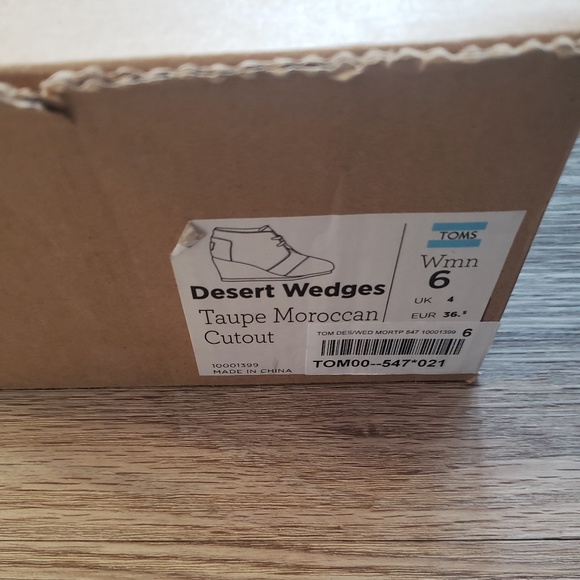 TOMS
Wmn
6
UK 4
EUR 36.5
Desert Wedges
Taupe Moroccan
Cutout
10001399
MADE IN CHINA
TOM DES/WED MORTP 547 10001399 6
TOM00--547*021